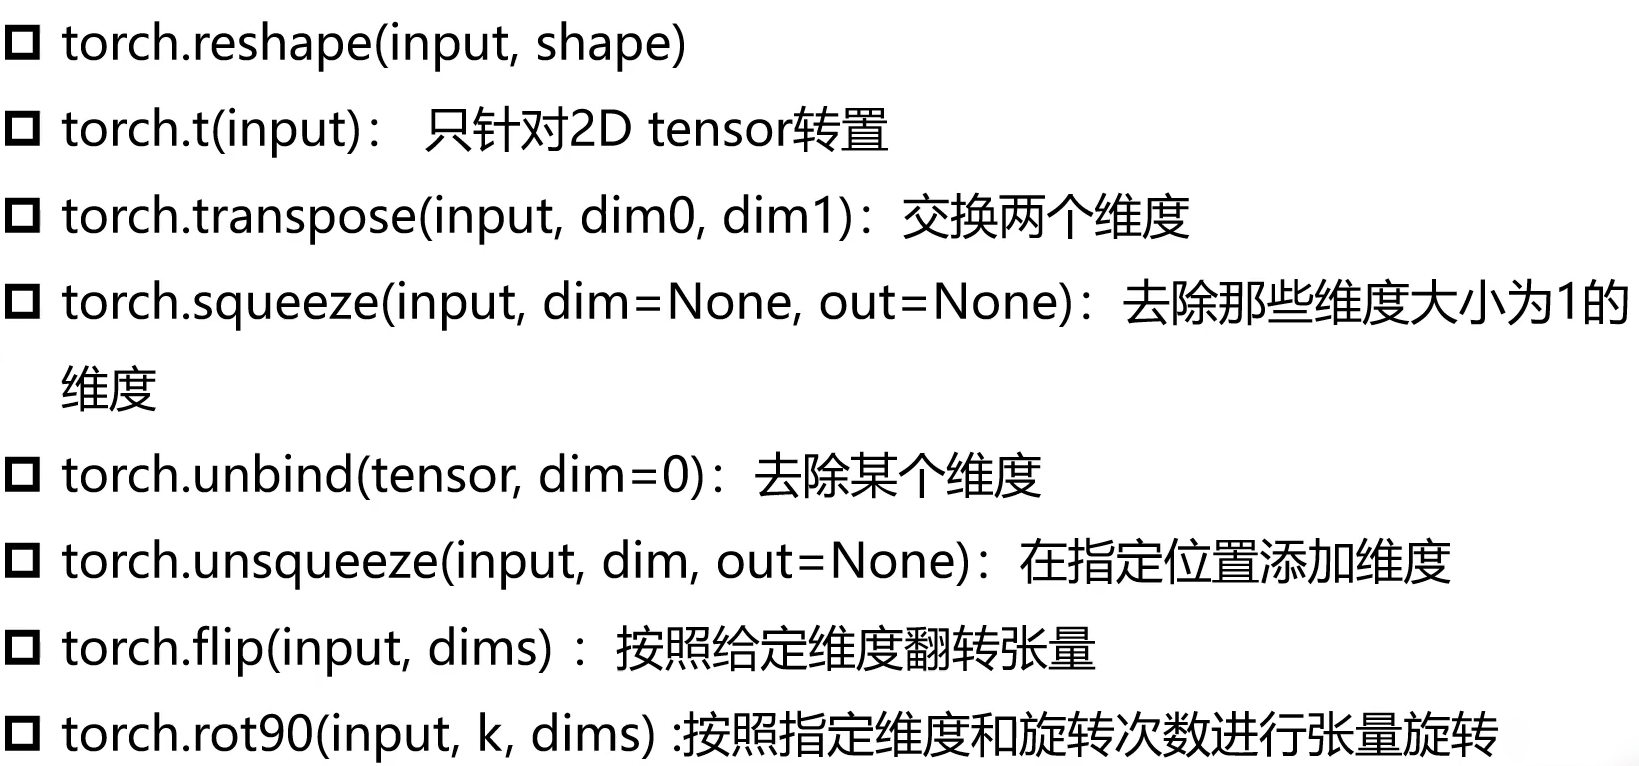 torch.reshape(input, shape)
torch.t(input)： 只针对2D tensor转置
torch.transpose(input, dim0, dim1)：交换两个维度
torch.squeeze(input, dim=None, out=None)：去除那些维度大小为1的
维度
torch.unbind(tensor, dim=0)：去除某个维度
torch.unsqueeze(input, dim, out=None)：在指定位置添加维度
torch.flip(input, dims) ：按照给定维度翻转张量
torch.rot90(input, k, dims) :按照指定维度和旋转次数进行张量旋转